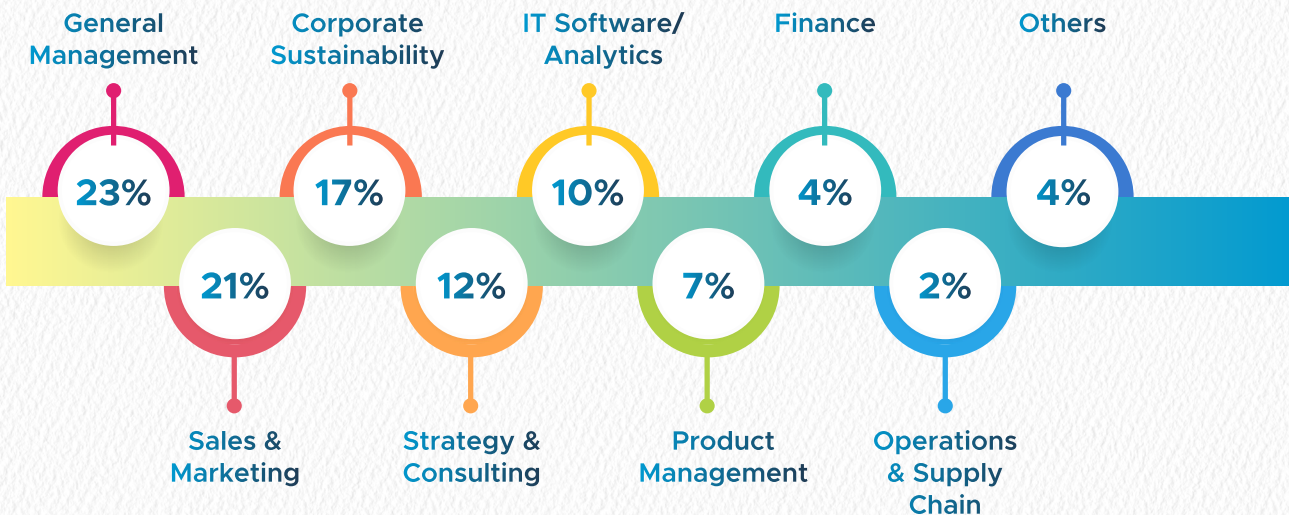 General
Management
Corporate
Sustainability
IT Software/
Analytics
Finance
Others
23%
17%
10%
4%
4%
21%
12%
7%
2%
Sales &
Marketing
Strategy &
Consulting
Product
Management
Operations
& Supply
Chain